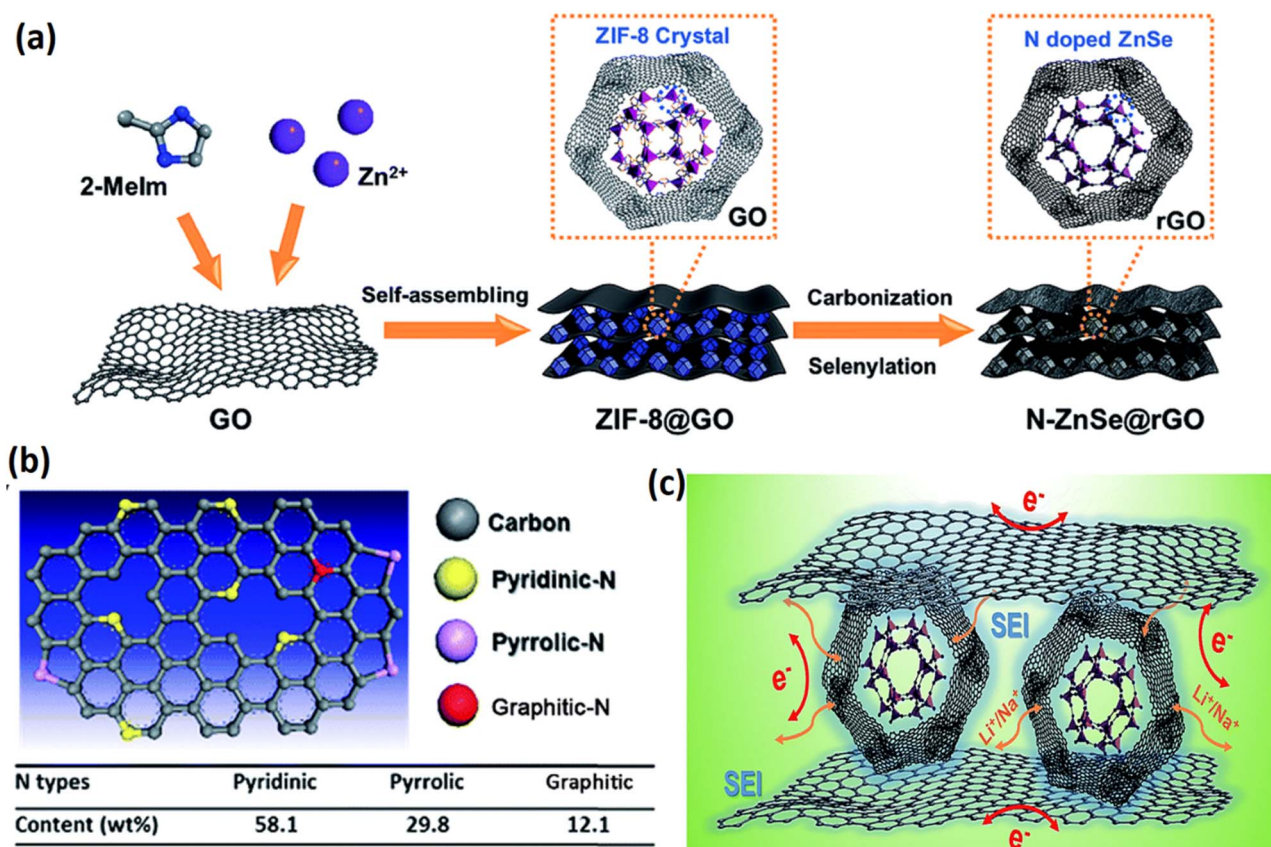 (a)
ZIF-8 Crystal
N doped ZnSe
2-MeIm
Zn²⁺
GO
rGO
Self-assembling
Carbonization
Selenylation
GO
ZIF-8@GO
N-ZnSe@rGO
(b)
Carbon
Pyridinic-N
Pyrrolic-N
Graphitic-N
N types Pyridinic Pyrrolic Graphitic
Content (wt%) 58.1 29.8 12.1
(c)
e⁻
SEI
e⁻
e⁻
Li⁺/Na⁺
Li⁺/Na⁺
SEI
e⁻